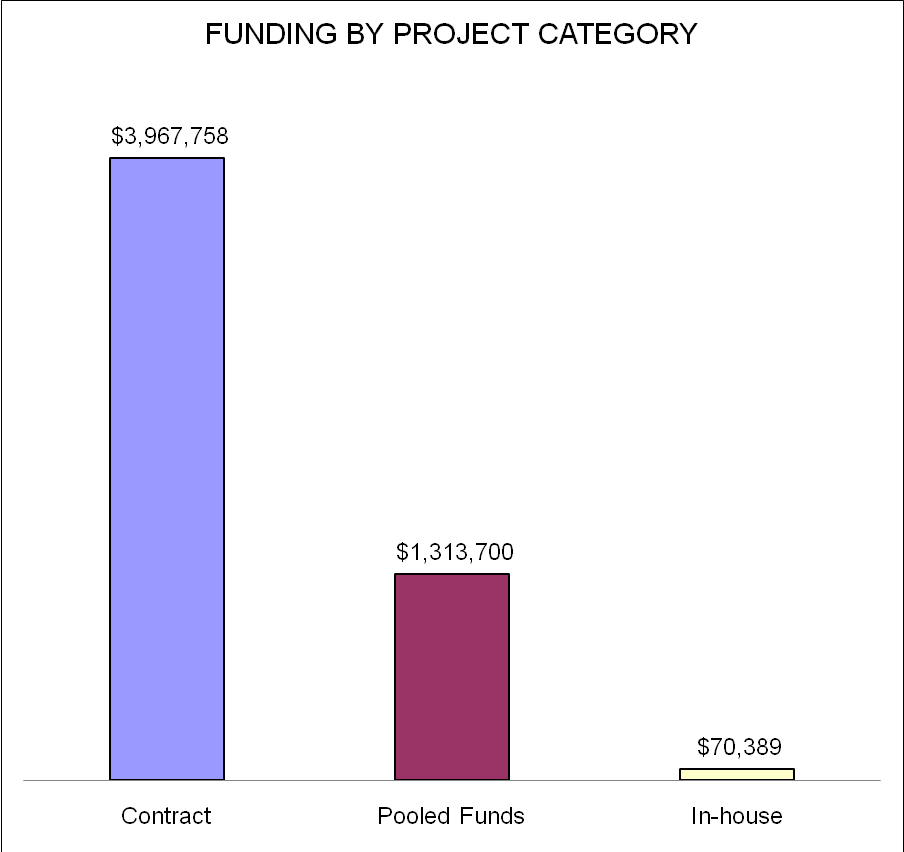 FUNDING BY PROJECT CATEGORY
$3,967,758
$1,313,700
$70,389
Contract
Pooled Funds
In-house